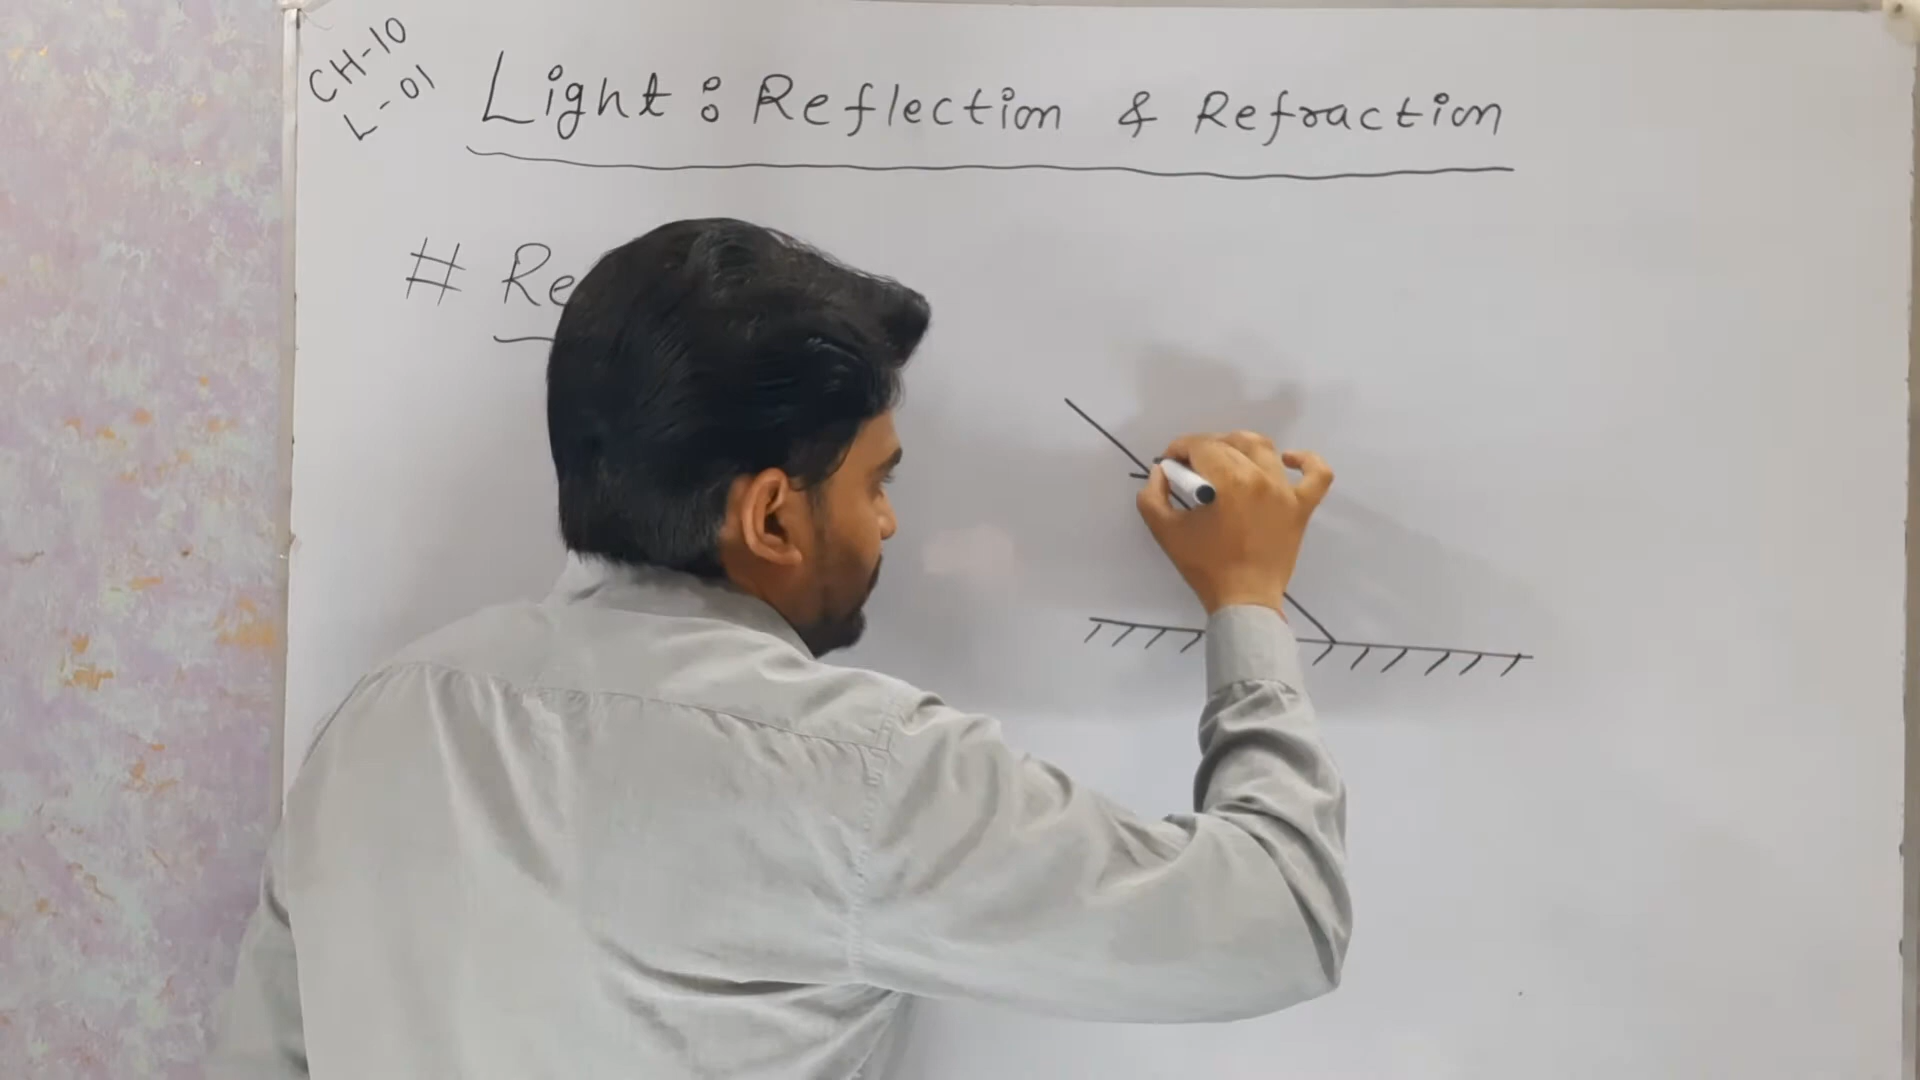 CH-10
L-01
Light : Reflection & Refraction
# Re